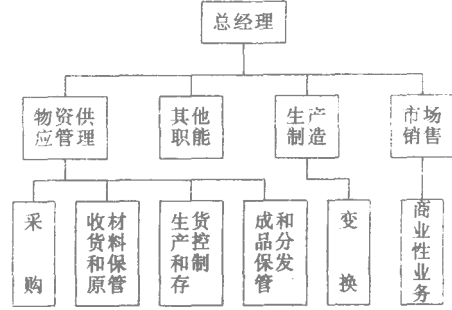 总经理
物资供
应管理
其他
职能
生产
制造
市场
销售
采购
收货和原
材料保管
生产和存
货控制
成品保管
和分发
变换
商业性业务